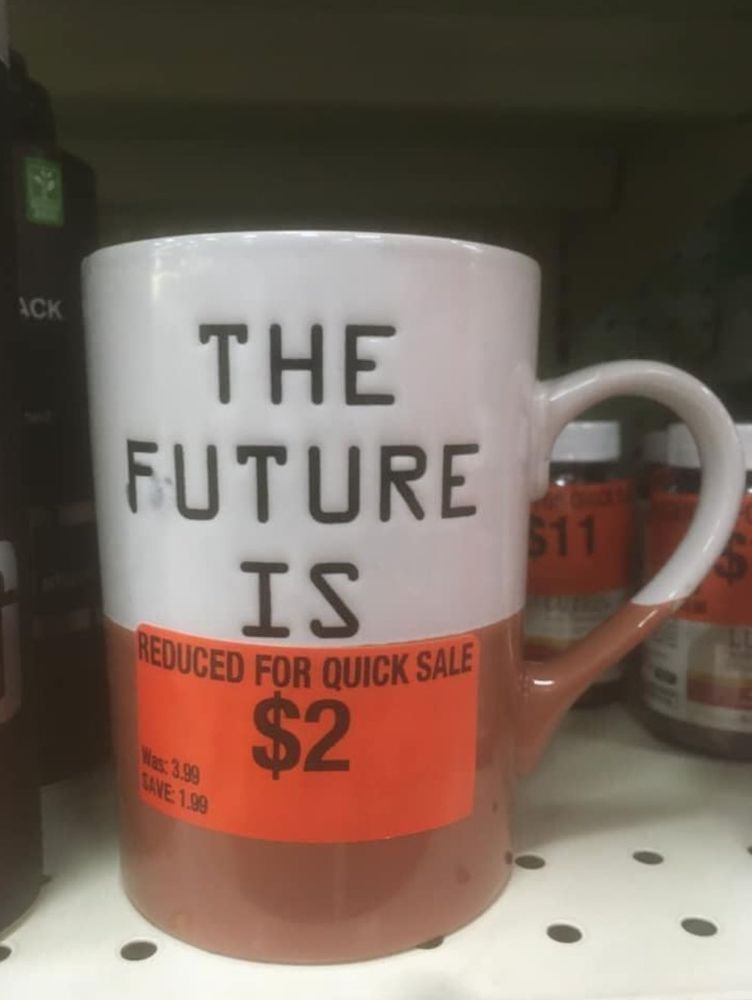 THE
FUTURE
IS
REDUCED FOR QUICK SALE
$2
Was: 3.99
SAVE: 1.99
ACK
$11
$